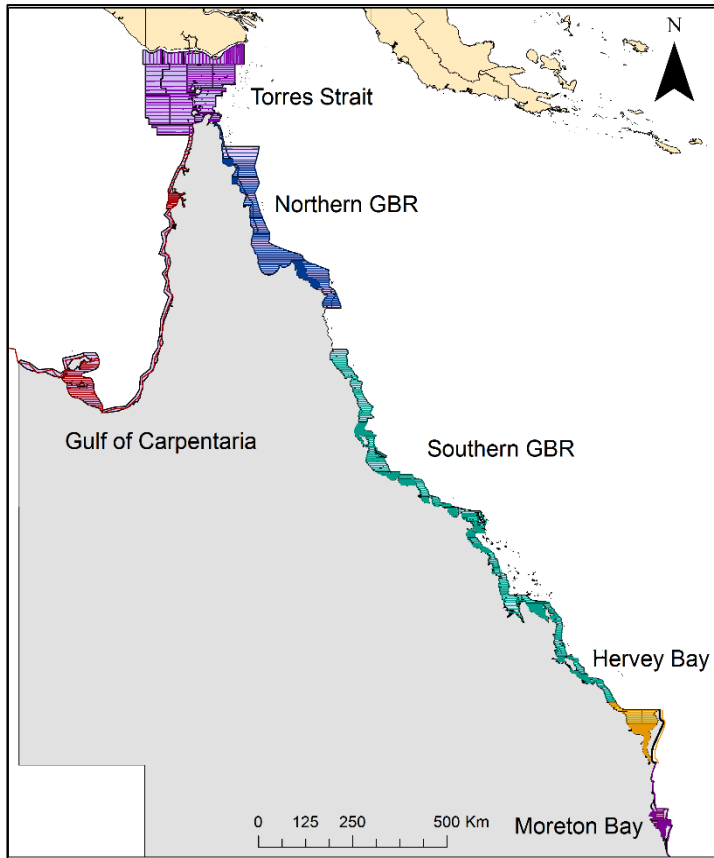 N
Torres Strait
Northern GBR
Gulf of Carpentaria
Southern GBR
Hervey Bay
0 125 250 500 Km
Moreton Bay